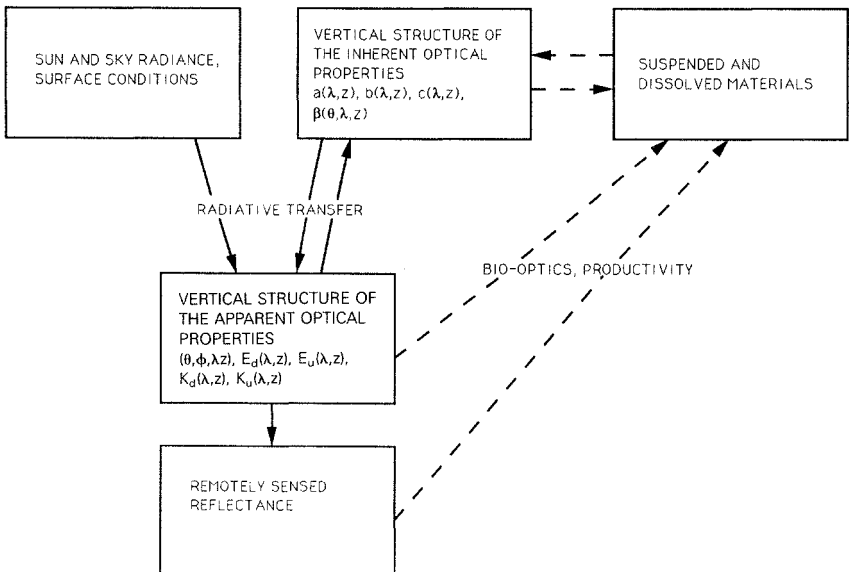 SUN AND SKY RADIANCE,
SURFACE CONDITIONS
VERTICAL STRUCTURE OF
THE INHERENT OPTICAL
PROPERTIES
a(λ,z), b(λ,z), c(λ,z),
β(θ,λ,z)
SUSPENDED AND
DISSOLVED MATERIALS
RADIATIVE TRANSFER
BIO-OPTICS, PRODUCTIVITY
VERTICAL STRUCTURE OF
THE APPARENT OPTICAL
PROPERTIES
(θ,ϕ,λz), E_d(λ,z), E_u(λ,z),
K_d(λ,z), K_u(λ,z)
REMOTELY SENSED
REFLECTANCE